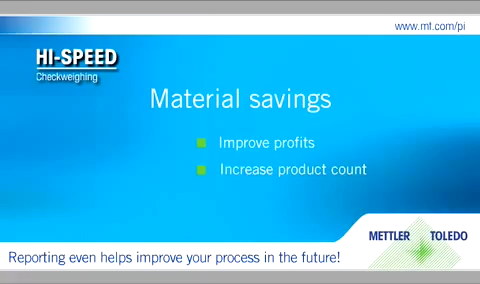 www.mt.com/pi
HI-SPEED
Checkweighing
Material savings
Improve profits
Increase product count
METTLER TOLEDO
Reporting even helps improve your process in the future!